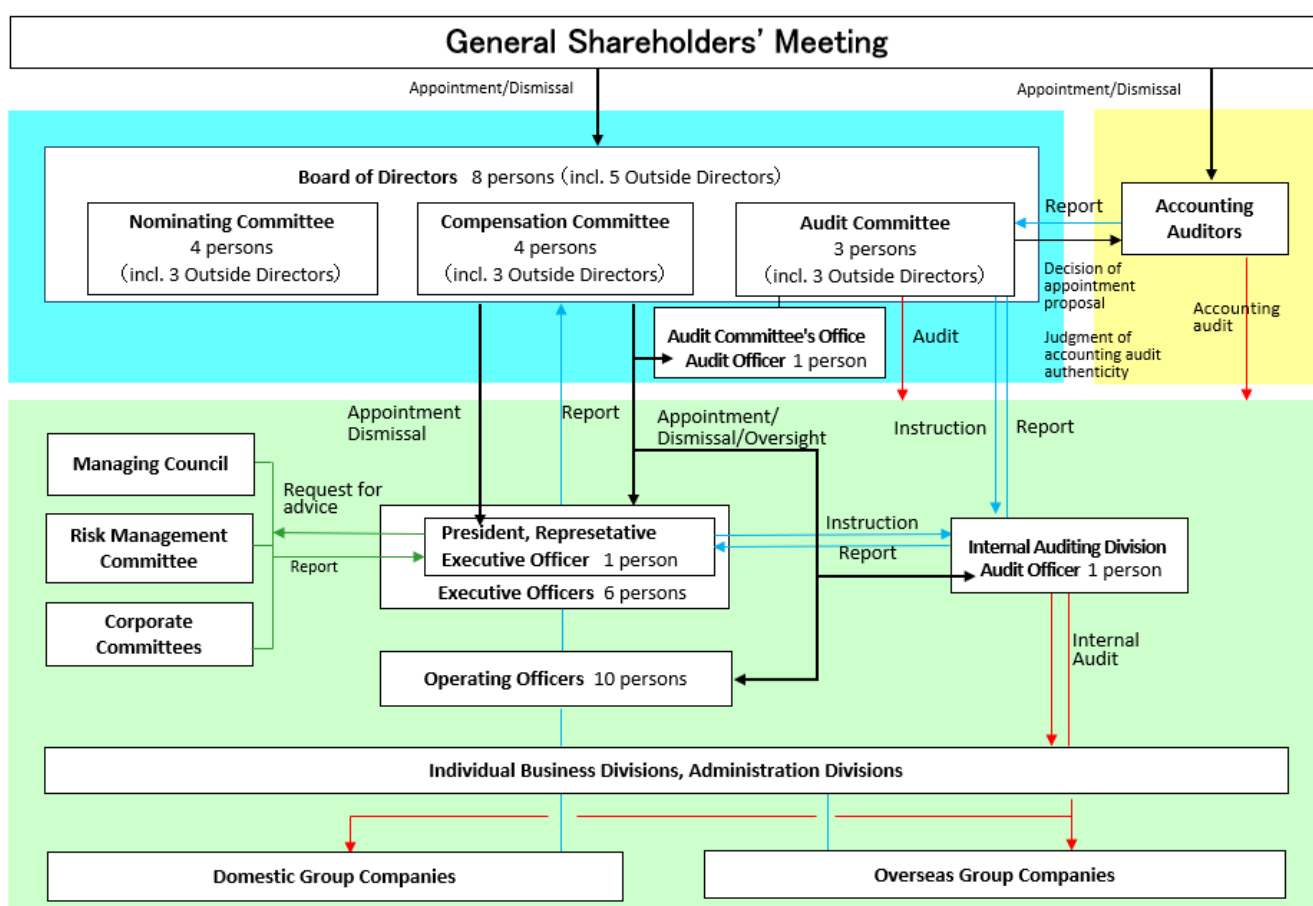 General Shareholders' Meeting
Appointment/Dismissal
Appointment/Dismissal
Board of Directors 8 persons (incl. 5 Outside Directors)
Nominating Committee
4 persons
(incl. 3 Outside Directors)
Compensation Committee
4 persons
(incl. 3 Outside Directors)
Audit Committee
3 persons
(incl. 3 Outside Directors)
Report
Accounting
Auditors
Decision of
appointment
proposal
Judgment of
accounting audit
authenticity
Accounting
audit
Audit Committee's Office
Audit Officer 1 person
Audit
Appointment
Dismissal
Report
Appointment/
Dismissal/Oversight
Instruction
Report
Managing Council
Risk Management
Committee
Corporate
Committees
Request for
advice
Report
President, Represetative
Executive Officer 1 person
Executive Officers 6 persons
Instruction
Report
Internal Auditing Division
Audit Officer 1 person
Internal
Audit
Operating Officers 10 persons
Individual Business Divisions, Administration Divisions
Domestic Group Companies
Overseas Group Companies